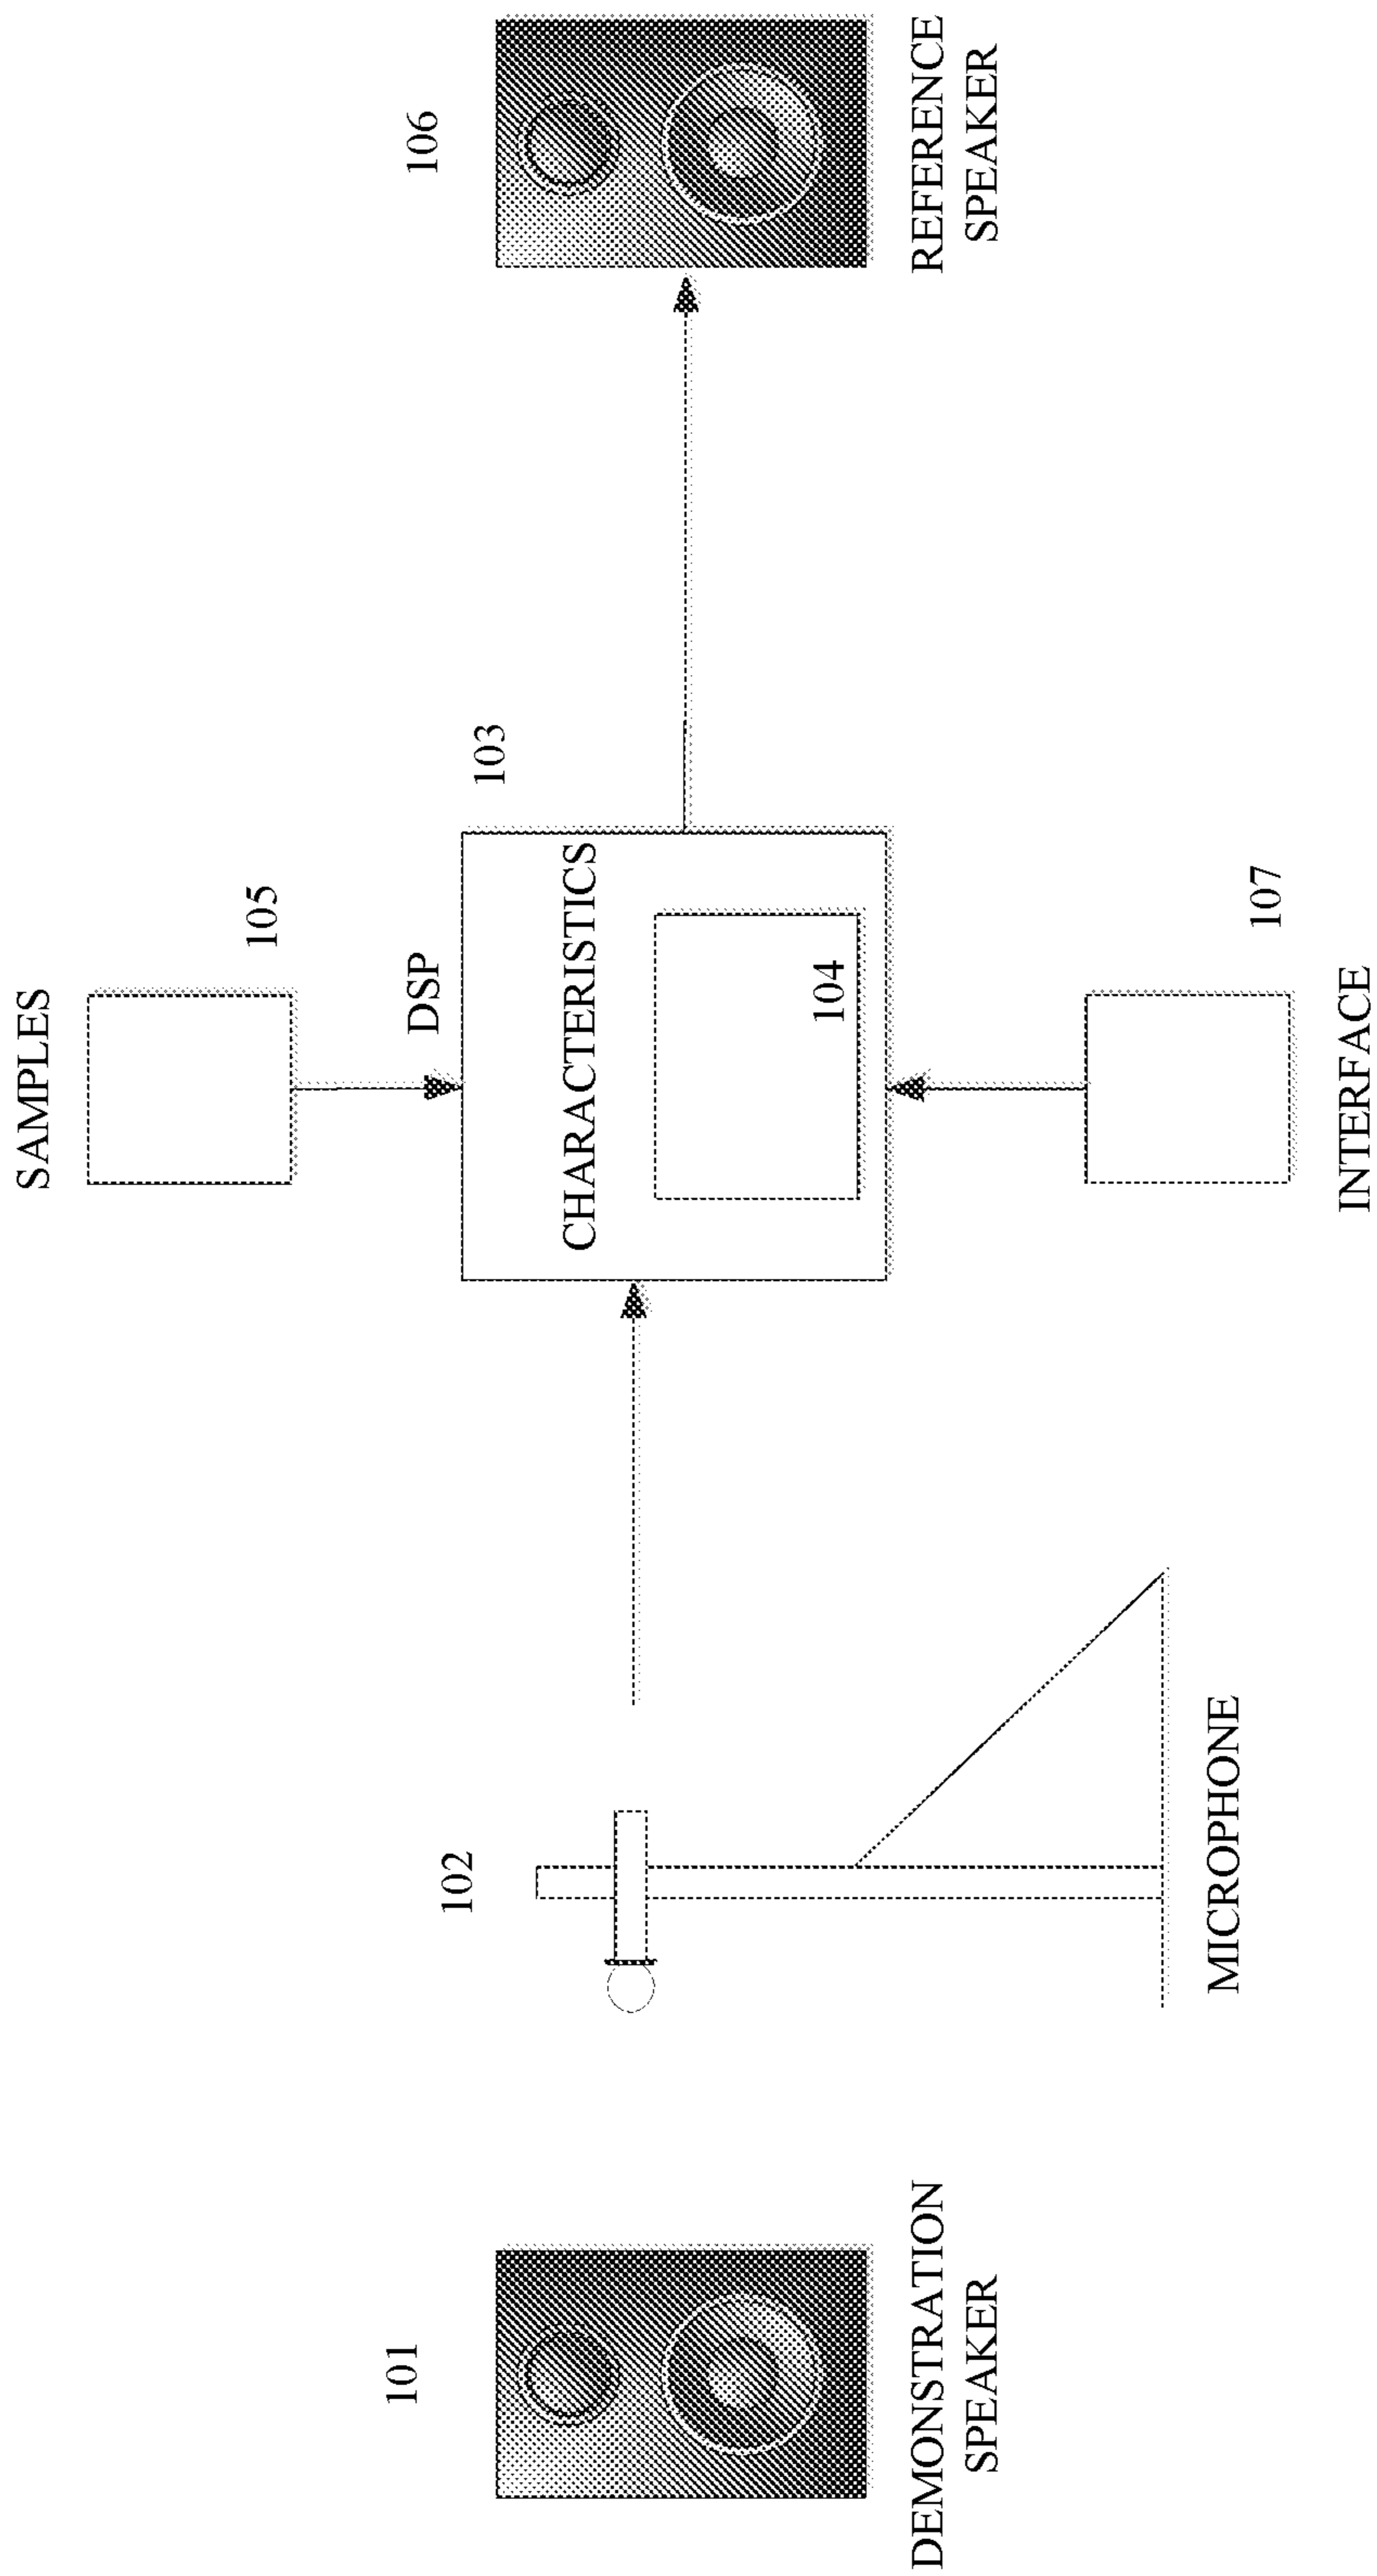 SAMPLES
105
DSP
103
CHARACTERISTICS
104
101
102
106
DEMONSTRATION
SPEAKER
MICROPHONE
INTERFACE
107
REFERENCE
SPEAKER